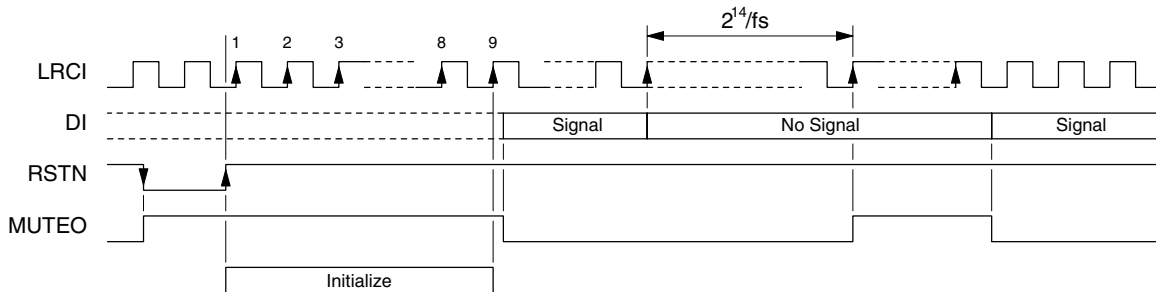 2^14/fs
1 2 3 8 9
LRCI
DI Signal No Signal Signal
RSTN
MUTEO
Initialize